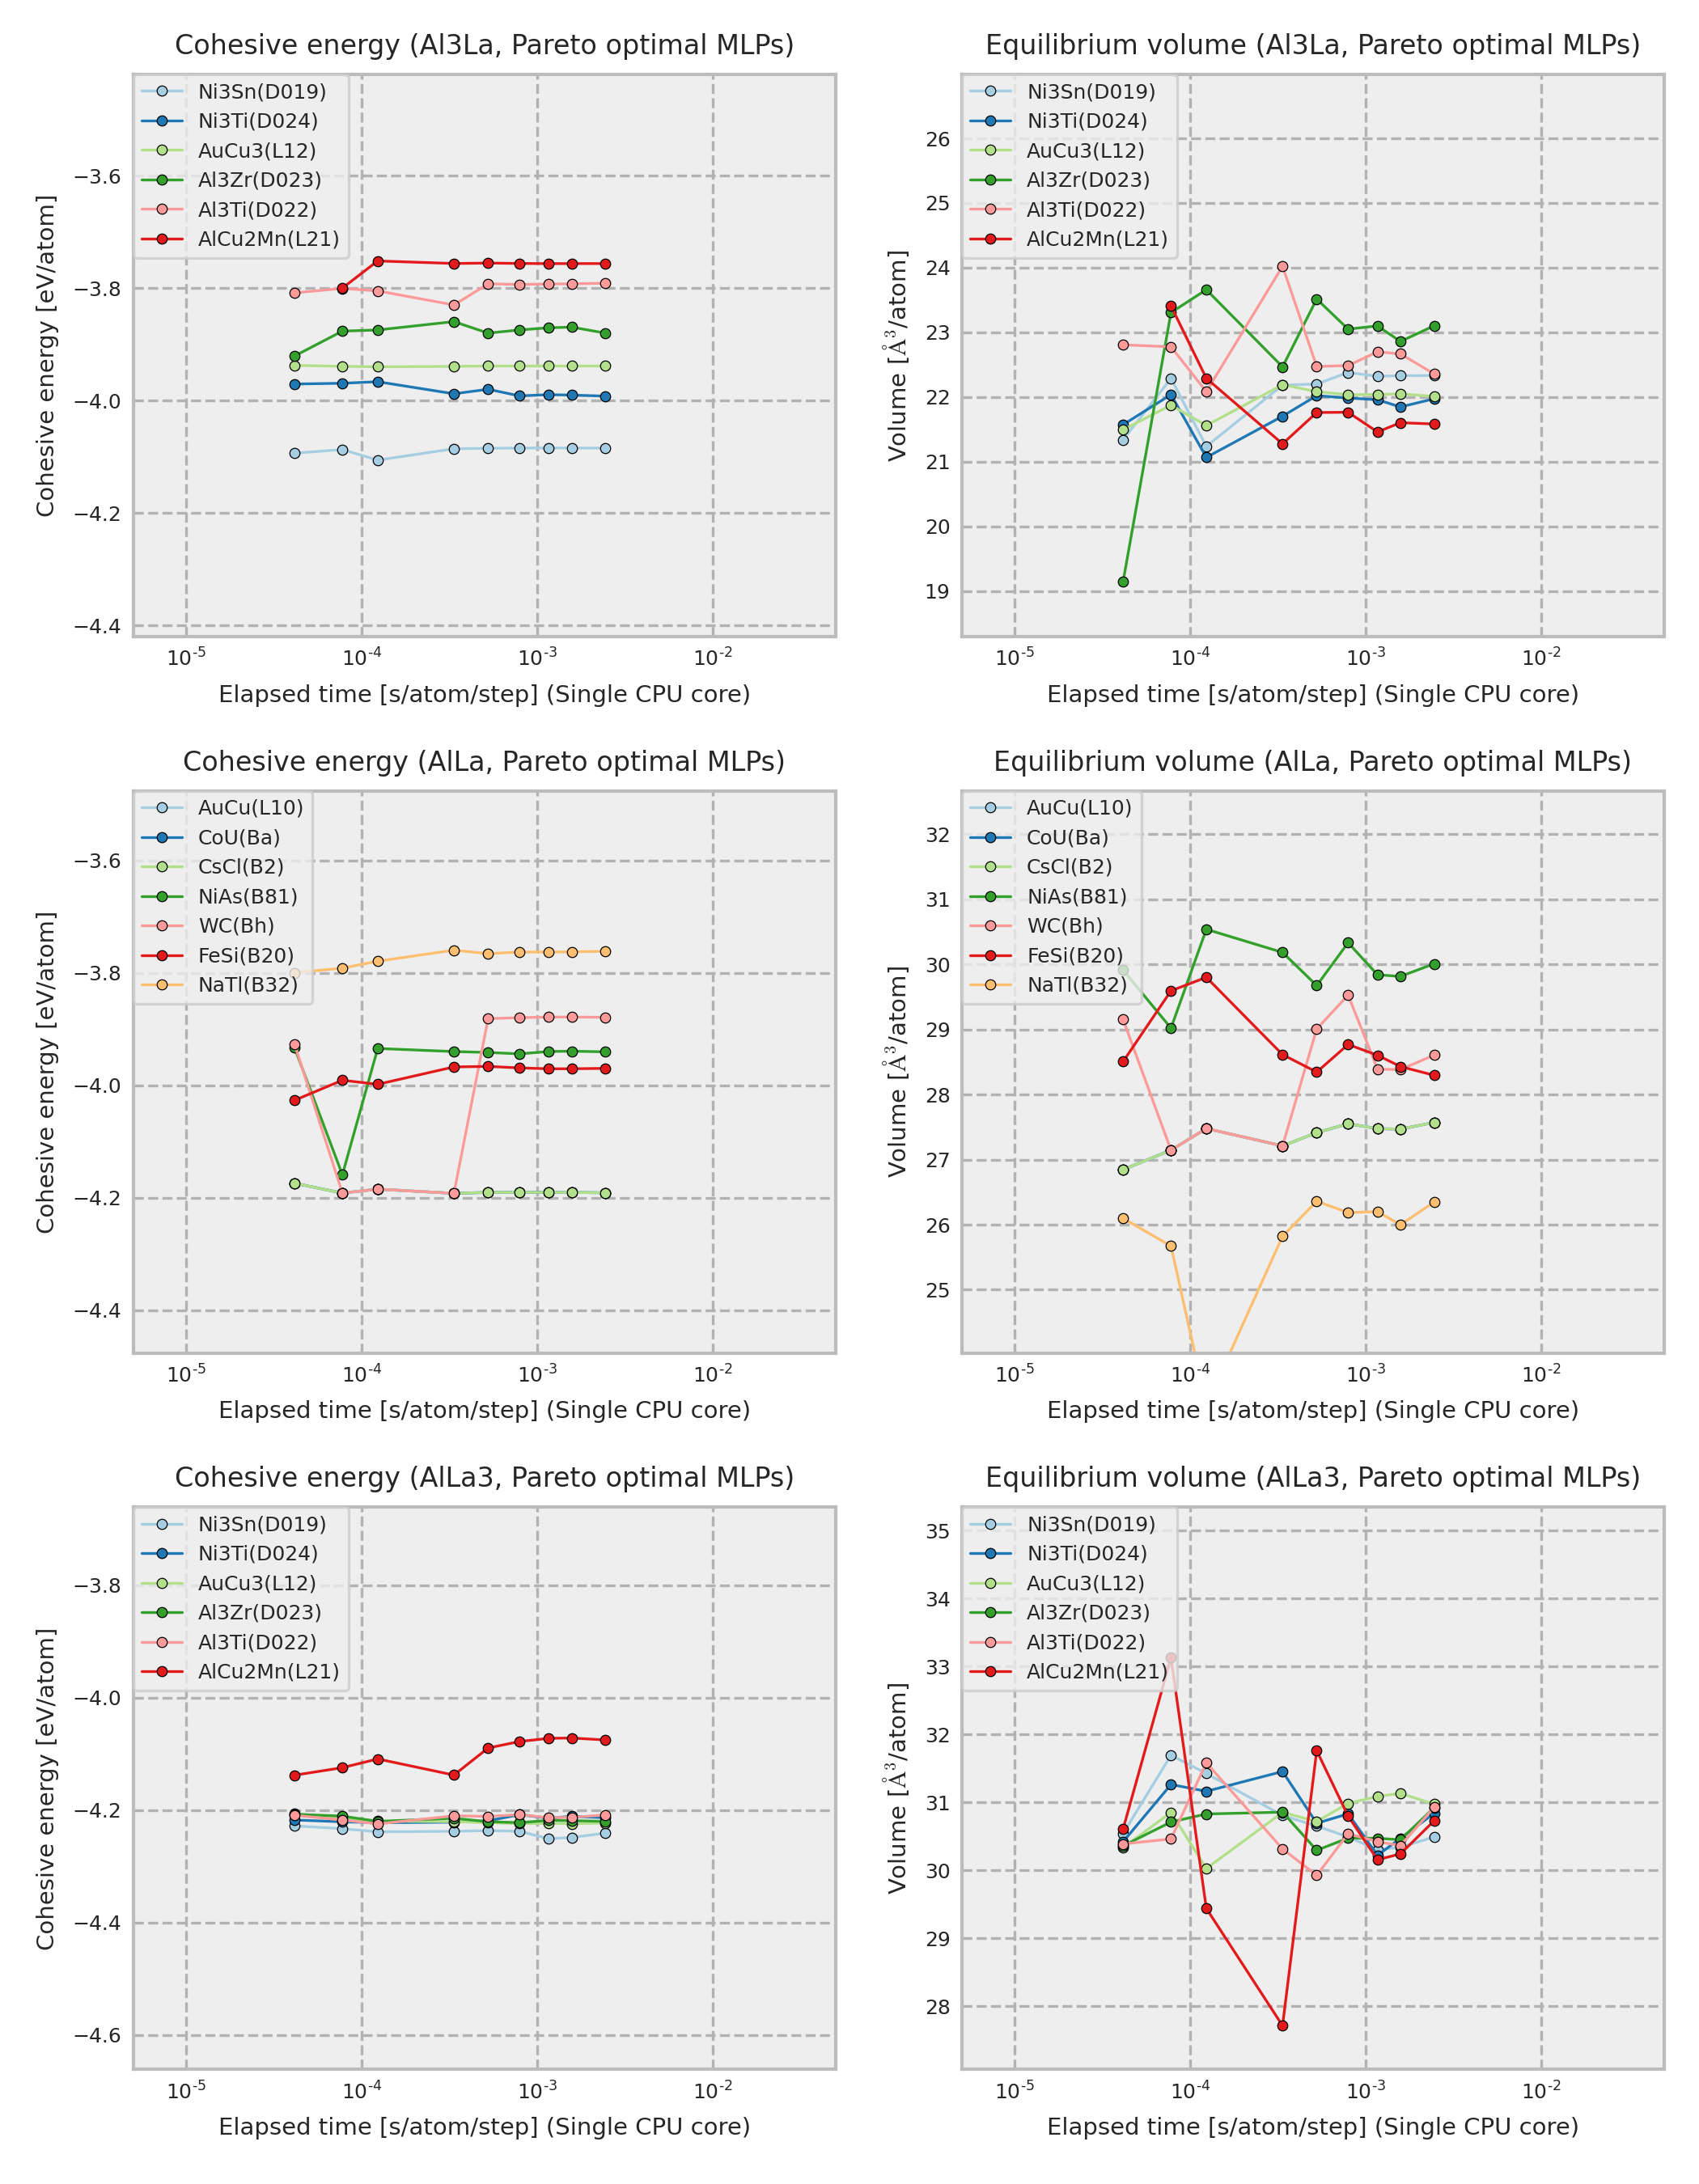 Cohesive energy (Al3La, Pareto optimal MLPs)
Ni3Sn(D019)
Ni3Ti(D024)
AuCu3(L12)
Al3Zr(D023)
Al3Ti(D022)
AlCu2Mn(L21)
−3.6
−3.8
−4.0
−4.2
−4.4
Cohesive energy [eV/atom]
10-5 10-4 10-3 10-2
Elapsed time [s/atom/step] (Single CPU core)
Equilibrium volume (Al3La, Pareto optimal MLPs)
Ni3Sn(D019)
Ni3Ti(D024)
AuCu3(L12)
Al3Zr(D023)
Al3Ti(D022)
AlCu2Mn(L21)
26
25
24
23
22
21
20
19
Volume [Å3/atom]
10-5 10-4 10-3 10-2
Elapsed time [s/atom/step] (Single CPU core)
Cohesive energy (AlLa, Pareto optimal MLPs)
AuCu(L10)
CoU(Ba)
CsCl(B2)
NiAs(B81)
WC(Bh)
FeSi(B20)
NaTl(B32)
−3.6
−3.8
−4.0
−4.2
−4.4
Cohesive energy [eV/atom]
10-5 10-4 10-3 10-2
Elapsed time [s/atom/step] (Single CPU core)
Equilibrium volume (AlLa, Pareto optimal MLPs)
AuCu(L10)
CoU(Ba)
CsCl(B2)
NiAs(B81)
WC(Bh)
FeSi(B20)
NaTl(B32)
32
31
30
29
28
27
26
25
Volume [Å3/atom]
10-5 10-4 10-3 10-2
Elapsed time [s/atom/step] (Single CPU core)
Cohesive energy (AlLa3, Pareto optimal MLPs)
Ni3Sn(D019)
Ni3Ti(D024)
AuCu3(L12)
Al3Zr(D023)
Al3Ti(D022)
AlCu2Mn(L21)
−3.8
−4.0
−4.2
−4.4
−4.6
Cohesive energy [eV/atom]
10-5 10-4 10-3 10-2
Elapsed time [s/atom/step] (Single CPU core)
Equilibrium volume (AlLa3, Pareto optimal MLPs)
Ni3Sn(D019)
Ni3Ti(D024)
AuCu3(L12)
Al3Zr(D023)
Al3Ti(D022)
AlCu2Mn(L21)
35
34
33
32
31
30
29
28
Volume [Å3/atom]
10-5 10-4 10-3 10-2
Elapsed time [s/atom/step] (Single CPU core)